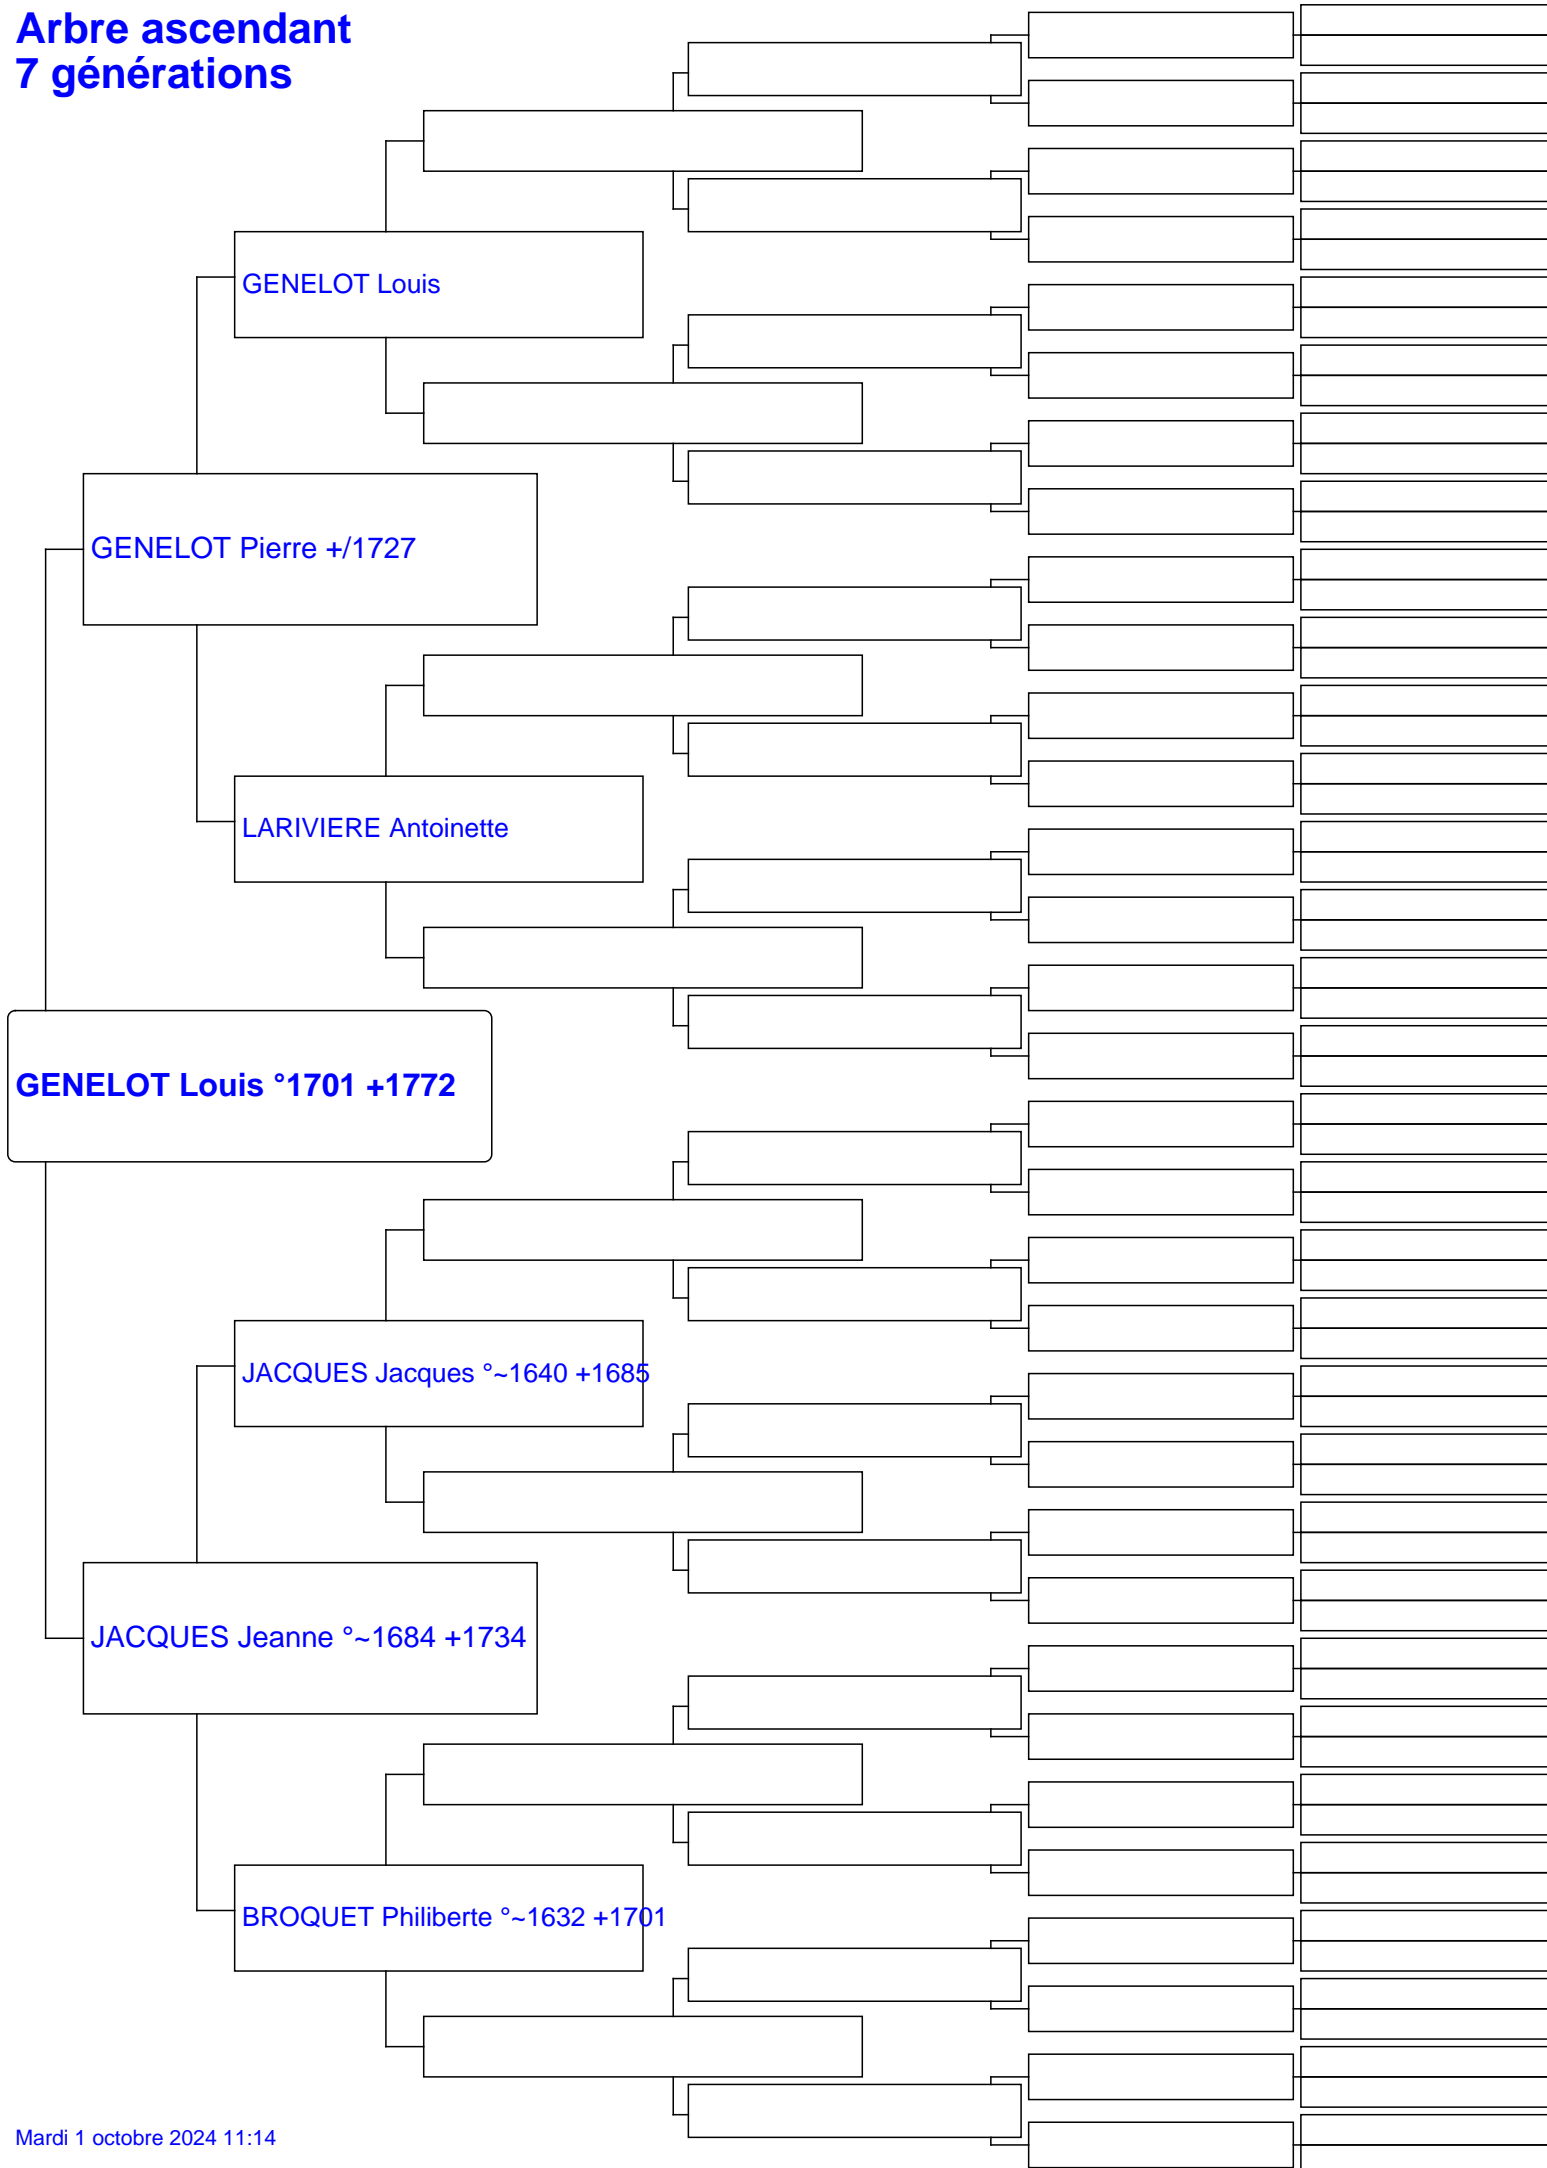 Arbre ascendant
7 générations
GENELOT Louis
GENELOT Pierre +/1727
LARIVIERE Antoinette
GENELOT Louis °1701 +1772
JACQUES Jacques °~1640 +1685
JACQUES Jeanne °~1684 +1734
BROQUET Philiberte °~1632 +1701
Mardi 1 octobre 2024 11:14